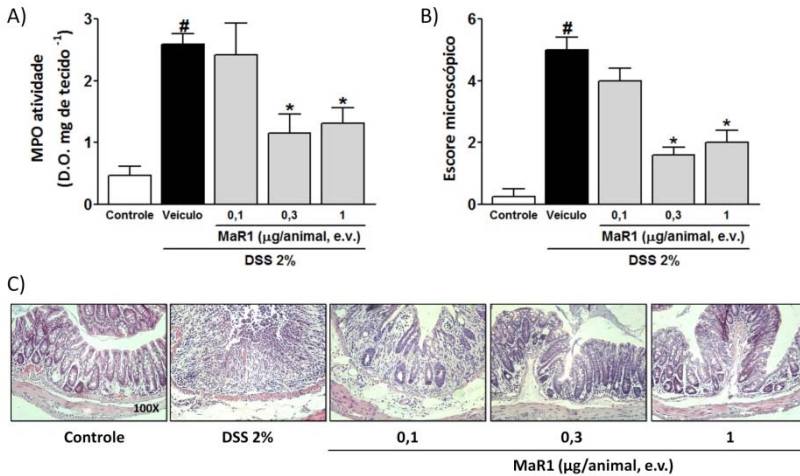 A)
MPO atividade
(D.O. mg de tecido -1)
3
2
1
0
#
*
*
Controle
Veículo
0,1
0,3
1
MaR1 (µg/animal, e.v.)
DSS 2%
B)
Escore microscópico
6
4
2
0
#
*
*
Controle
Veículo
0,1
0,3
1
MaR1 (µg/animal, e.v.)
DSS 2%
C)
100X
Controle
DSS 2%
0,1
0,3
1
MaR1 (µg/animal, e.v.)